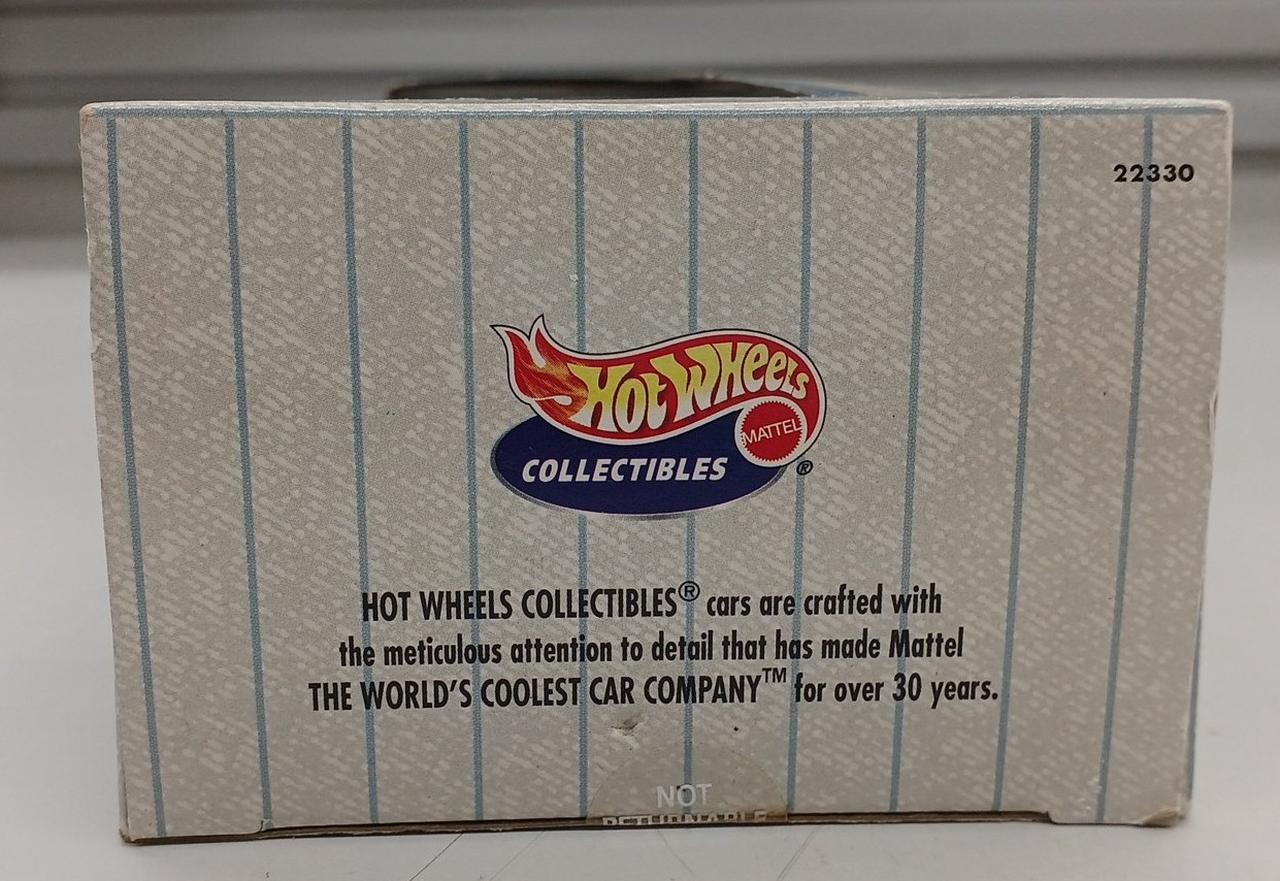 22330
HOT WHEELS
MATTEL
COLLECTIBLES ®
HOT WHEELS COLLECTIBLES® cars are crafted with
the meticulous attention to detail that has made Mattel
THE WORLD'S COOLEST CAR COMPANY™ for over 30 years.
NOT
RETURNABLE